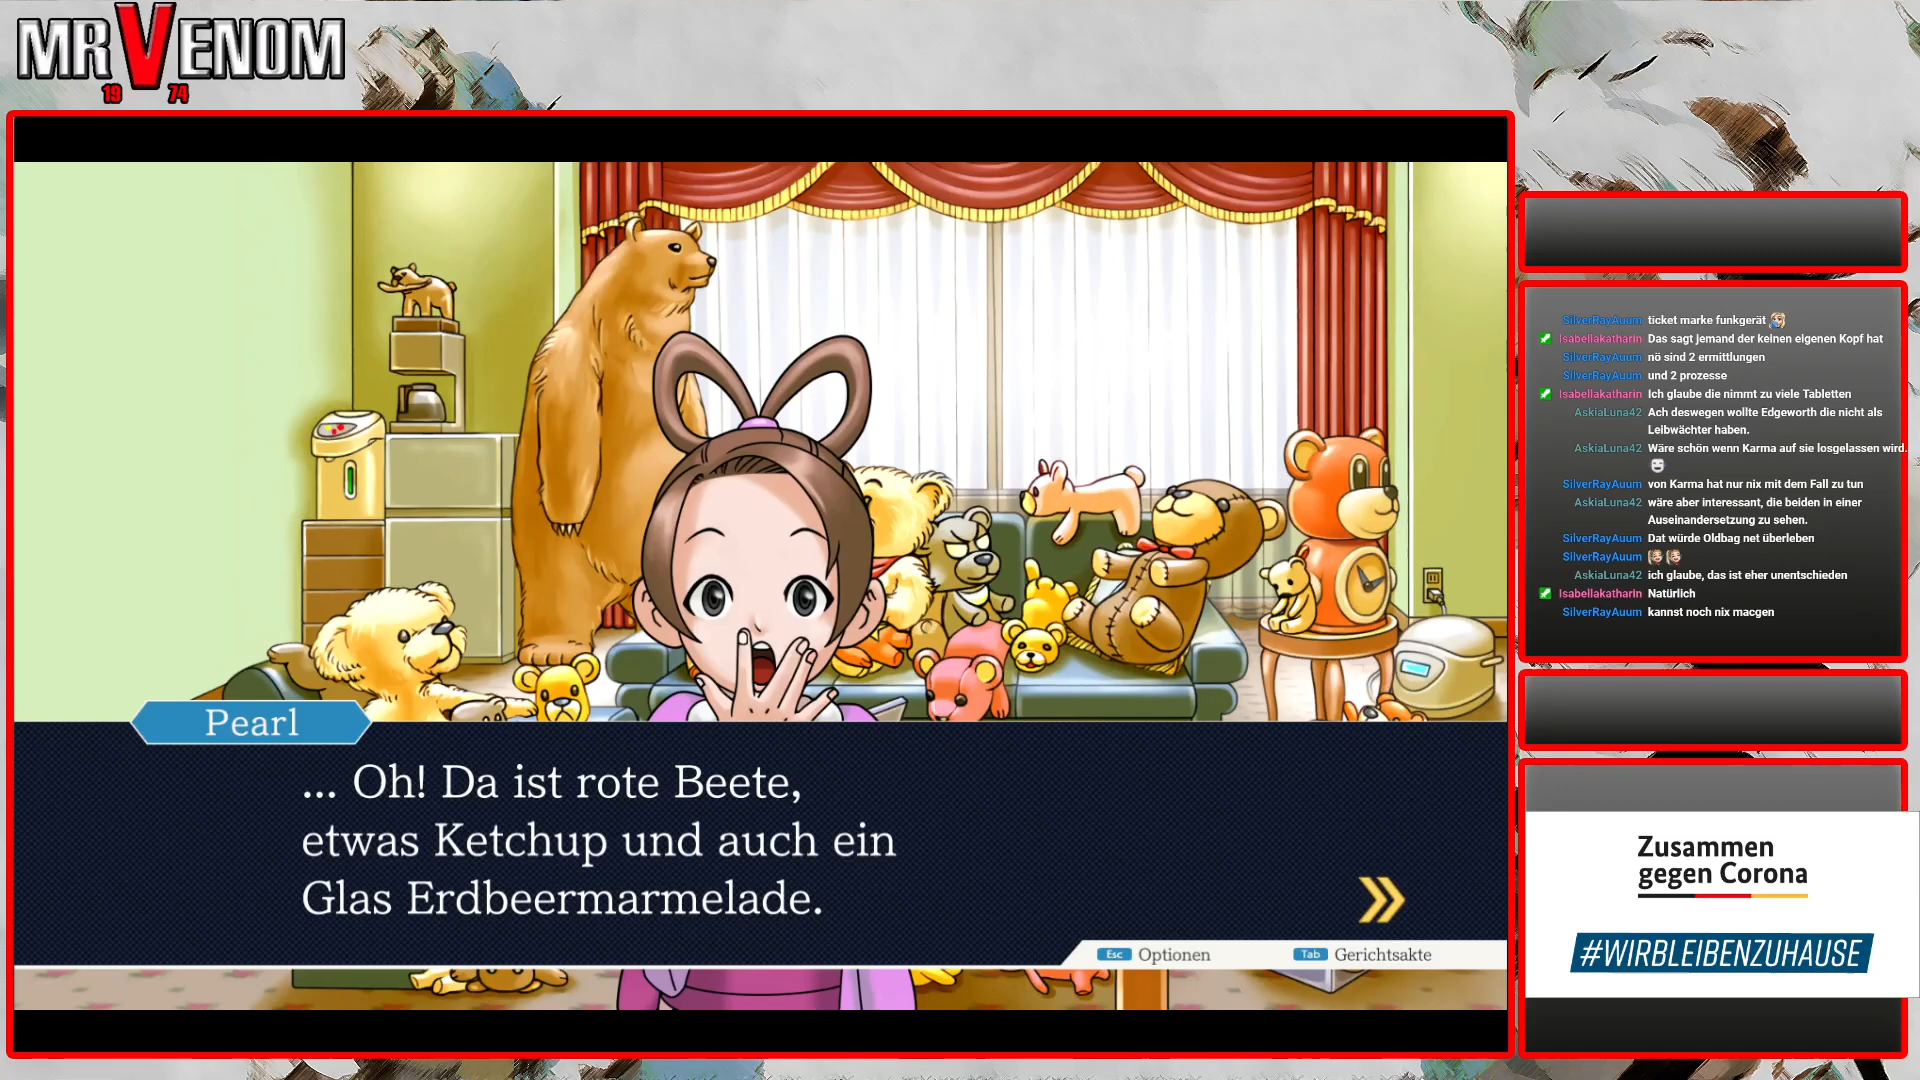 MRVENOM
19 74
SilverRayAuum ticket marke funkgerät
Isabellakatharin Das sagt jemand der keinen eigenen Kopf hat
SilverRayAuum nö sind 2 ermittlungen
SilverRayAuum und 2 prozesse
Isabellakatharin Ich glaube die nimmt zu viele Tabletten
AskiaLuna42 Ach deswegen wollte Edgeworth die nicht als
Leibwächter haben.
AskiaLuna42 Wäre schön wenn Karma auf sie losgelassen wird.
SilverRayAuum von Karma hat nur nix mit dem Fall zu tun
AskiaLuna42 wäre aber interessant, die beiden in einer
Auseinandersetzung zu sehen.
SilverRayAuum Dat würde Oldbag net überleben
SilverRayAuum
AskiaLuna42 ich glaube, das ist eher unentschieden
Isabellakatharin Natürlich
SilverRayAuum kannst noch nix macgen
Pearl
... Oh! Da ist rote Beete,
etwas Ketchup und auch ein
Glas Erdbeermarmelade.
Esc Optionen
Tab Gerichtsakte
Zusammen
gegen Corona
#WIRBLEIBENZUHAUSE